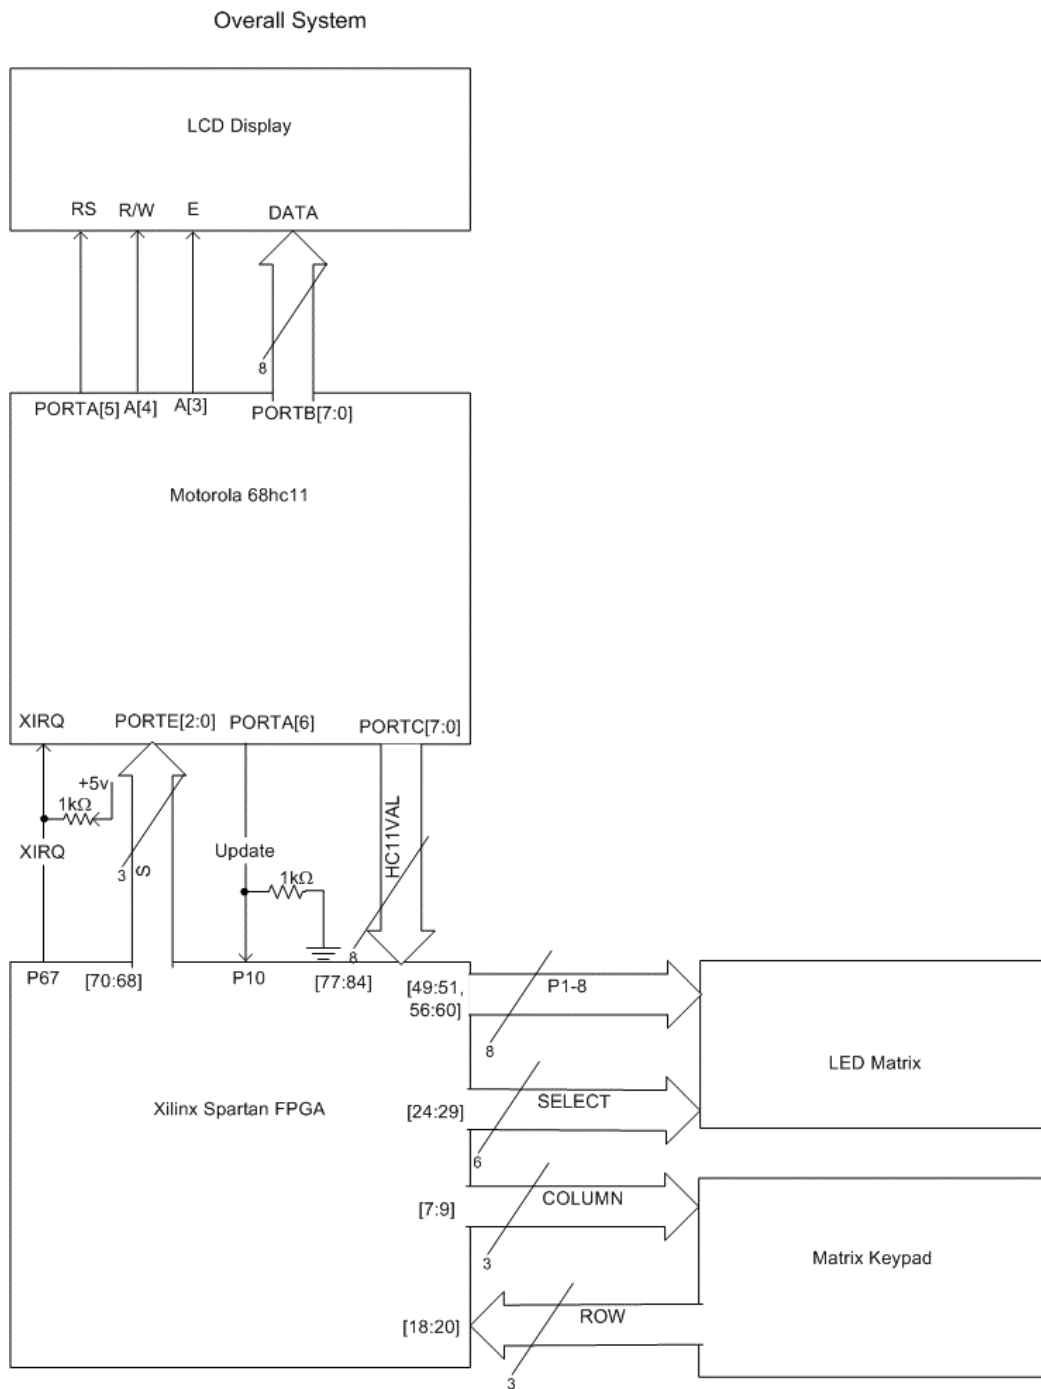 Overall System
LCD Display
RS R/W E DATA
8
PORTA[5] A[4] A[3] PORTB[7:0]
Motorola 68hc11
XIRQ PORTE[2:0] PORTA[6] PORTC[7:0]
+5v
1kΩ
XIRQ
3
S
Update
1kΩ
HC11VAL
8
P67 [70:68] P10 [77:84]
[49:51,
56:60]
P1-8
8
LED Matrix
Xilinx Spartan FPGA
[24:29]
SELECT
6
[7:9]
COLUMN
3
Matrix Keypad
[18:20]
ROW
3